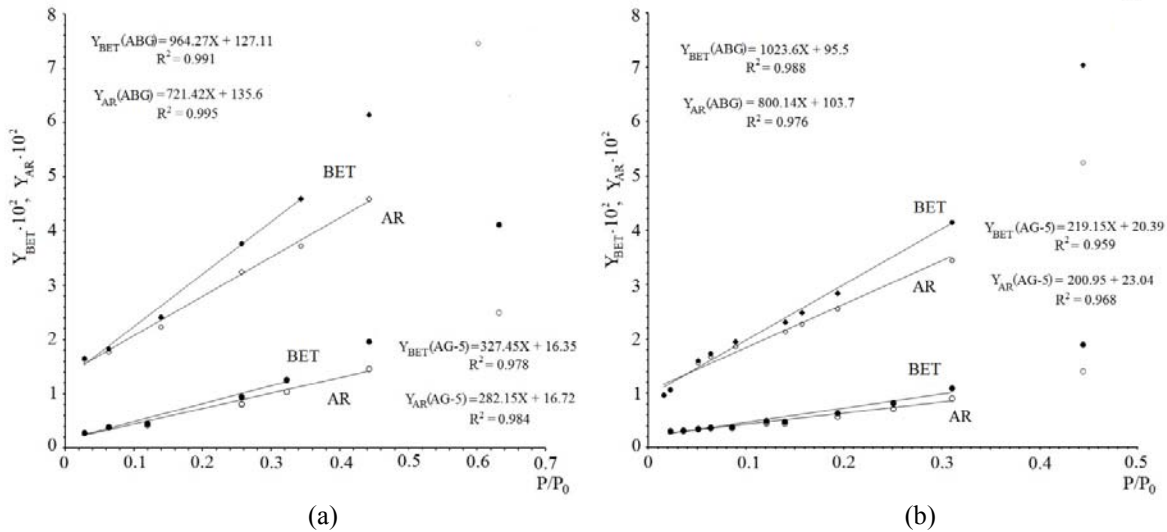 8
7
6
5
4
3
2
1
0
Y_BET·10², Y_AR·10²
Y_BET(ABG) = 964.27X + 127.11
R² = 0.991
Y_AR(ABG) = 721.42X + 135.6
R² = 0.995
BET
AR
BET
AR
Y_BET(AG-5)=327.45X + 16.35
R² = 0.978
Y_AR(AG-5)=282.15X + 16.72
R² = 0.984
0 0.1 0.2 0.3 0.4 0.5 0.6 0.7
P/P₀
(a)
8
7
6
5
4
3
2
1
0
Y_BET·10², Y_AR·10²
Y_BET(ABG) = 1023.6X + 95.5
R² = 0.988
Y_AR(ABG) = 800.14X + 103.7
R² = 0.976
BET
AR
Y_BET(AG-5) = 219.15X + 20.39
R² = 0.959
Y_AR(AG-5) = 200.95 + 23.04
R² = 0.968
BET
AR
0 0.1 0.2 0.3 0.4 0.5
P/P₀
(b)